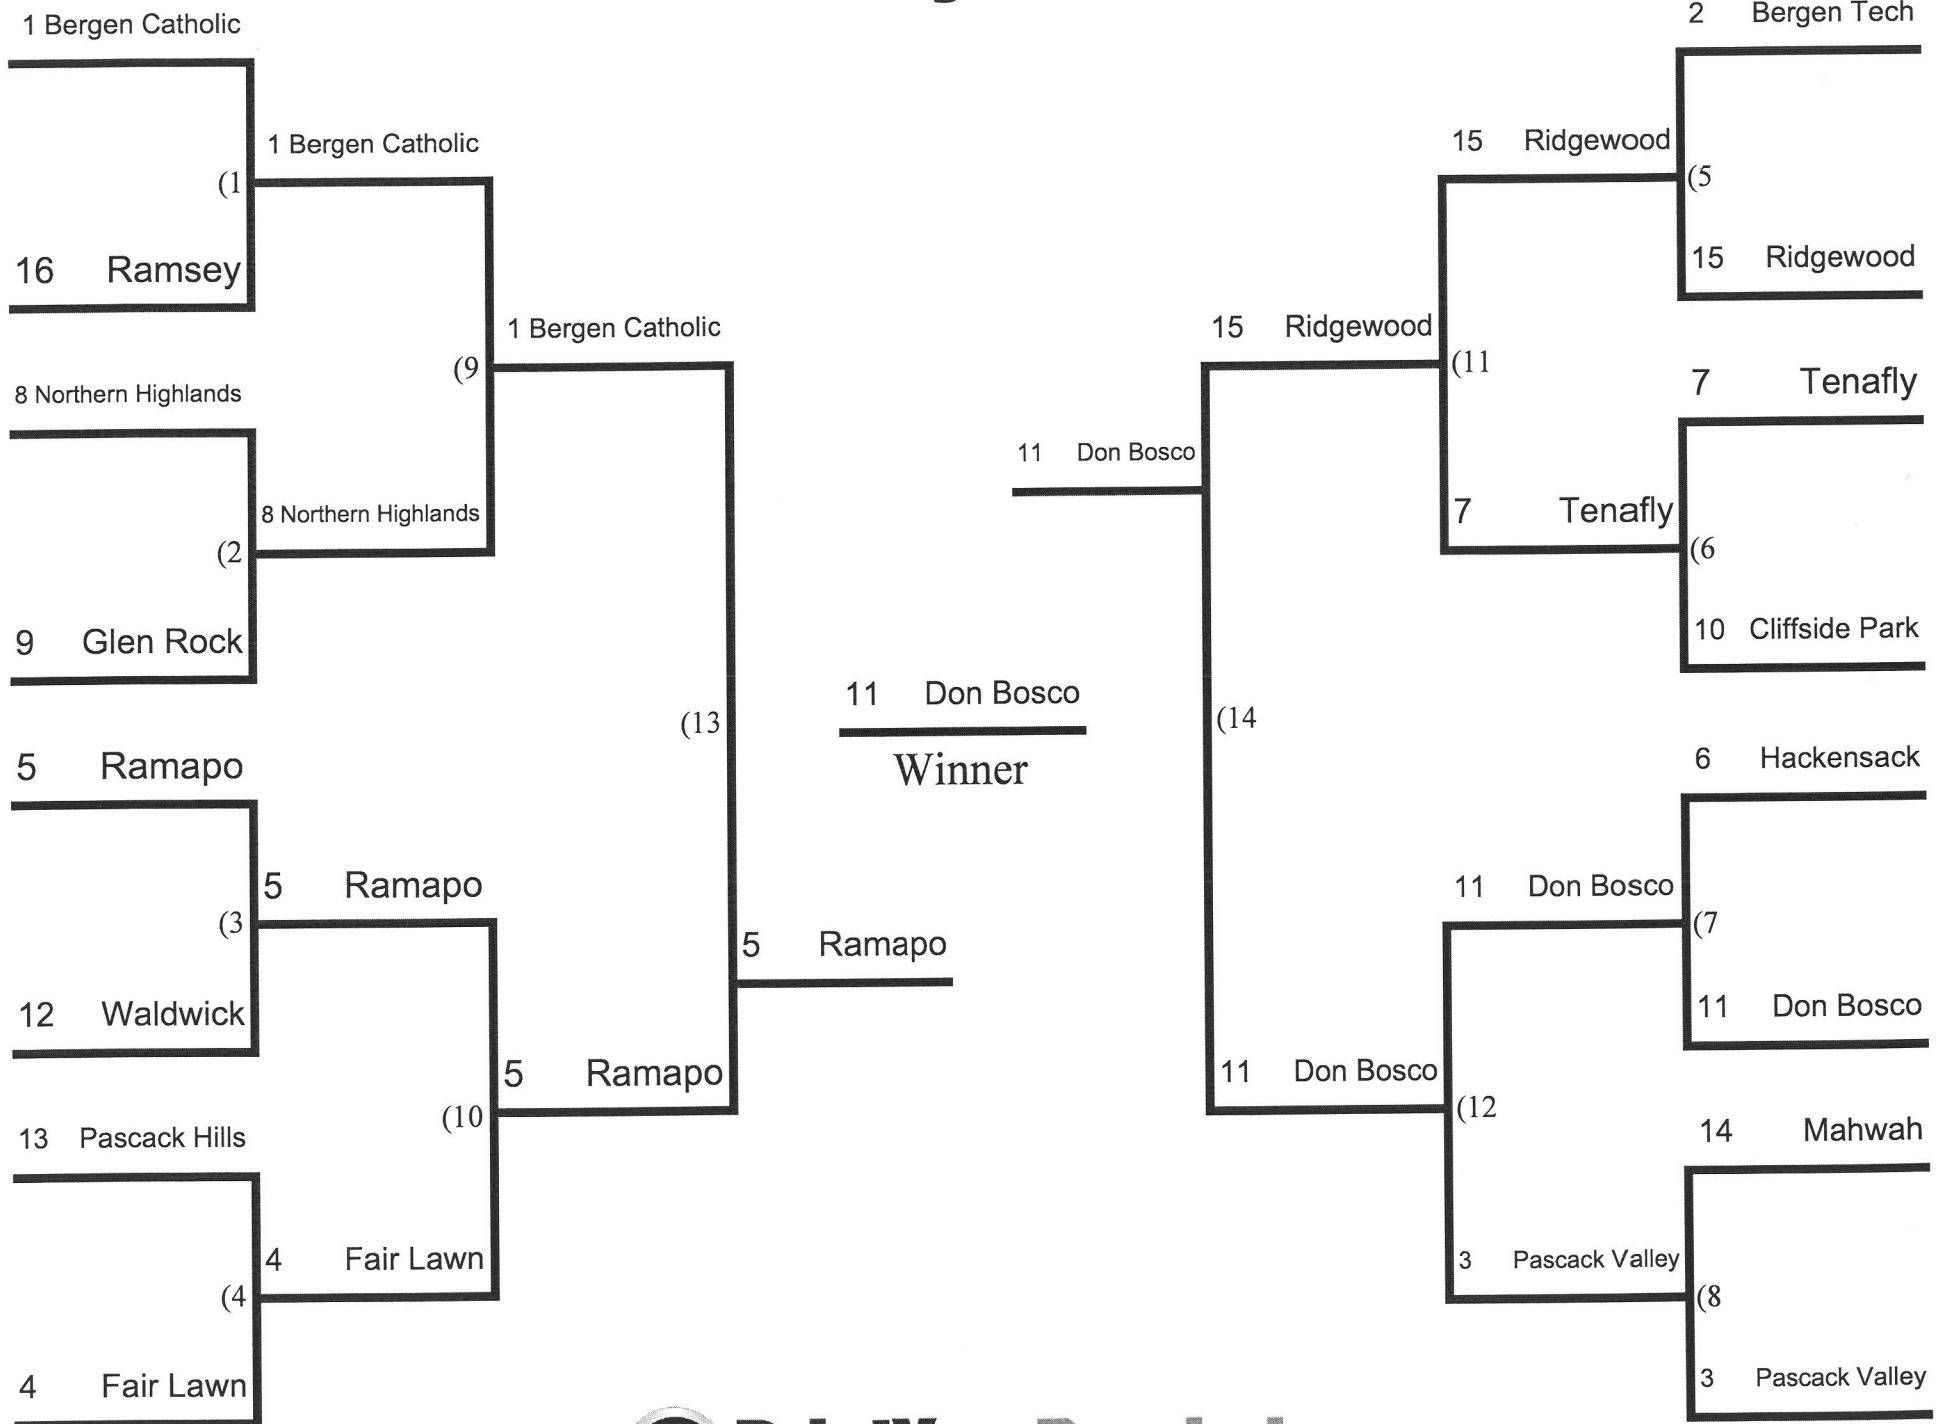 1 Bergen Catholic
16 Ramsey
8 Northern Highlands
9 Glen Rock
5 Ramapo
12 Waldwick
13 Pascack Hills
4 Fair Lawn
(1
1 Bergen Catholic
(2
8 Northern Highlands
(3
5 Ramapo
(4
4 Fair Lawn
(9
1 Bergen Catholic
(10
5 Ramapo
(13
5 Ramapo
11 Don Bosco
Winner
11 Don Bosco
(14
15 Ridgewood
(11
11 Don Bosco
(12
15 Ridgewood
(5
7 Tenafly
(6
11 Don Bosco
(7
3 Pascack Valley
(8
2 Bergen Tech
15 Ridgewood
7 Tenafly
10 Cliffside Park
6 Hackensack
11 Don Bosco
14 Mahwah
3 Pascack Valley